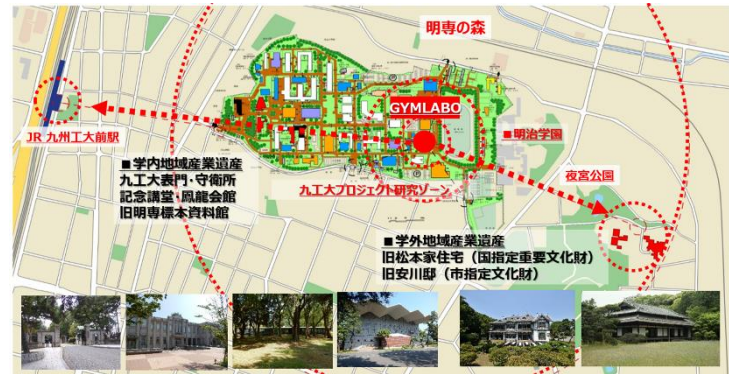 明専の森
GYMLABO
JR 九州工大前駅
■明治学園
■学内地域産業遺産
九工大表門・守衛所
記念講堂・鳳龍会館
旧明専標本資料館
九工大プロジェクト研究ゾーン
夜宮公園
■学外地域産業遺産
旧松本家住宅（国指定重要文化財）
旧安川邸（市指定文化財）